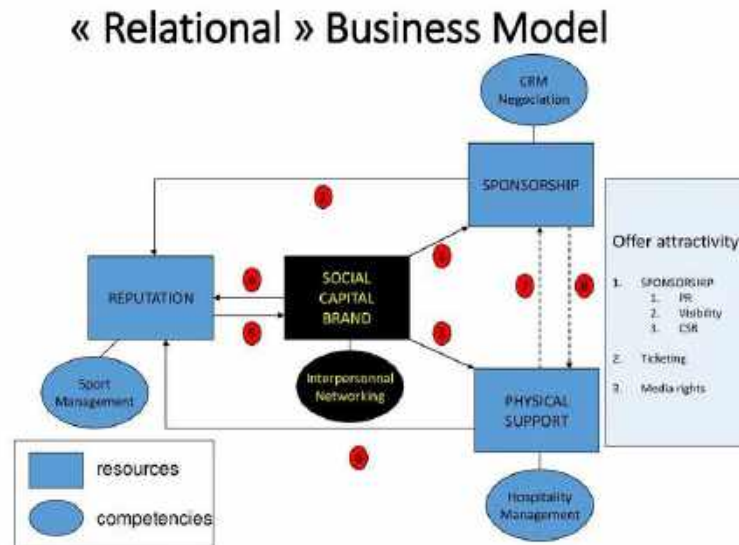 « Relational » Business Model
CRM
Negociation
SPONSORSHIP
Offer attractivity
1. SPONSORSHIP
1. PR
2. Visibility
3. CSR
2. Ticketing
3. Media rights
REPUTATION
SOCIAL
CAPITAL
BRAND
Sport
Management
Interpersonnal
Networking
PHYSICAL
SUPPORT
Hospitality
Management
resources
competencies